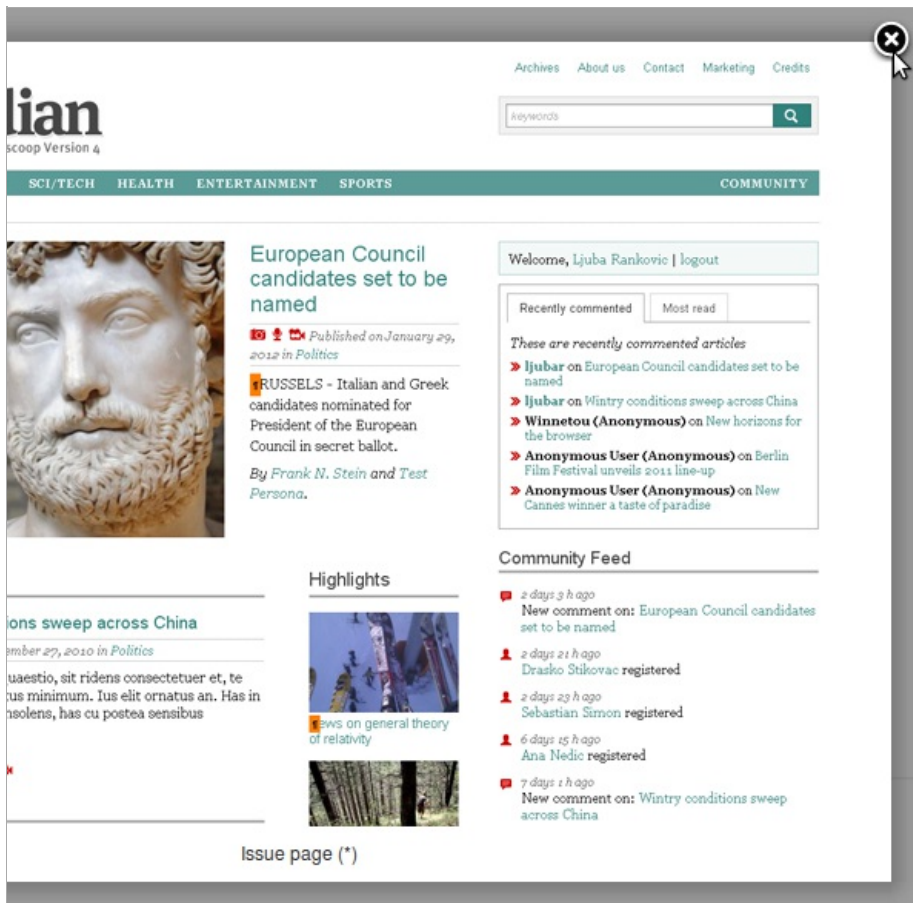 Archives About us Contact Marketing Credits
lian
scoop Version 4
keywords
SCI/TECH HEALTH ENTERTAINMENT SPORTS COMMUNITY
European Council
candidates set to be
named
Published on January 29,
2012 in Politics
RUSSELS - Italian and Greek
candidates nominated for
President of the European
Council in secret ballot.
By Frank N. Stein and Test
Persona.
Welcome, Ljuba Rankovic | logout
Recently commented Most read
These are recently commented articles
ljubar on European Council candidates set to be
named
ljubar on Wintry conditions sweep across China
Winnetou (Anonymous) on New horizons for
the browser
Anonymous User (Anonymous) on Berlin
Film Festival unveils 2011 line-up
Anonymous User (Anonymous) on New
Cannes winner a taste of paradise
ions sweep across China
ember 27, 2010 in Politics
uaestio, sit ridens consectetuer et, te
tus minimum. Ius elit ornatus an. Has in
nsolens, has cu postea sensibus
Highlights
ews on general theory
of relativity
Community Feed
2 days 3 h ago
New comment on: European Council candidates
set to be named
2 days 21 h ago
Drasko Stikovac registered
2 days 23 h ago
Sebastian Simon registered
6 days 15 h ago
Ana Nedic registered
7 days 1 h ago
New comment on: Wintry conditions sweep
across China
Issue page (*)